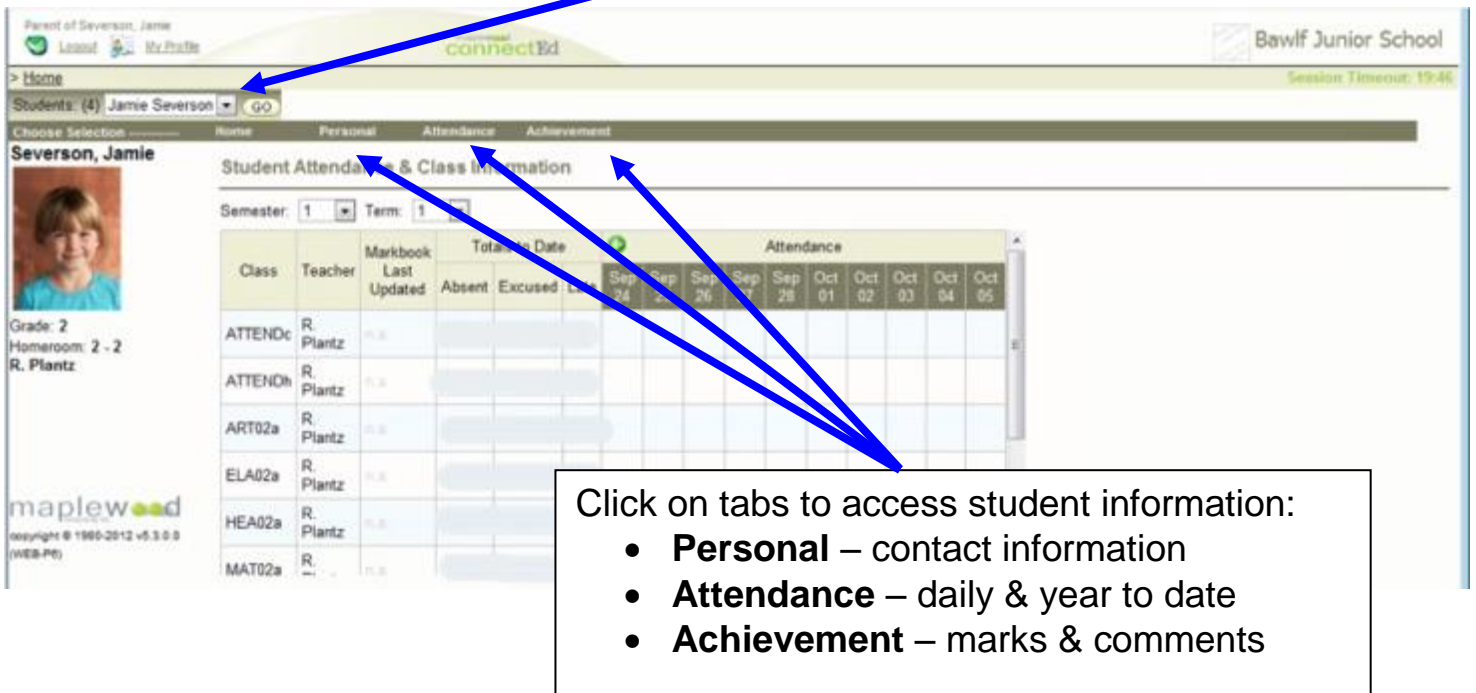 Parent of Severson, Jamie
Logout My Profile
connectEd
Bawlf Junior School
> Home
Session Timeout: 19:46
Students: (4) Jamie Severson GO
Choose Selection ---------- Home Personal Attendance Achievement
Severson, Jamie
Student Attendance & Class Information
Semester: 1 Term: 1
Class Teacher Markbook Last Updated Totals to Date Attendance
Absent Excused Late Sep 24 Sep Sep 26 Sep Sep 28 Oct 01 Oct 02 Oct 03 Oct 04 Oct 05
Grade: 2
Homeroom: 2 - 2
R. Plantz
ATTENDc R. Plantz n.a.
ATTENDh R. Plantz n.a.
ART02a R. Plantz n.a.
ELA02a R. Plantz n.a.
HEA02a R. Plantz n.a.
MAT02a R. n.a.
maplewood
copyright © 1980-2012 v5.3.0.0
(WEB-P6)
Click on tabs to access student information:
• Personal – contact information
• Attendance – daily & year to date
• Achievement – marks & comments